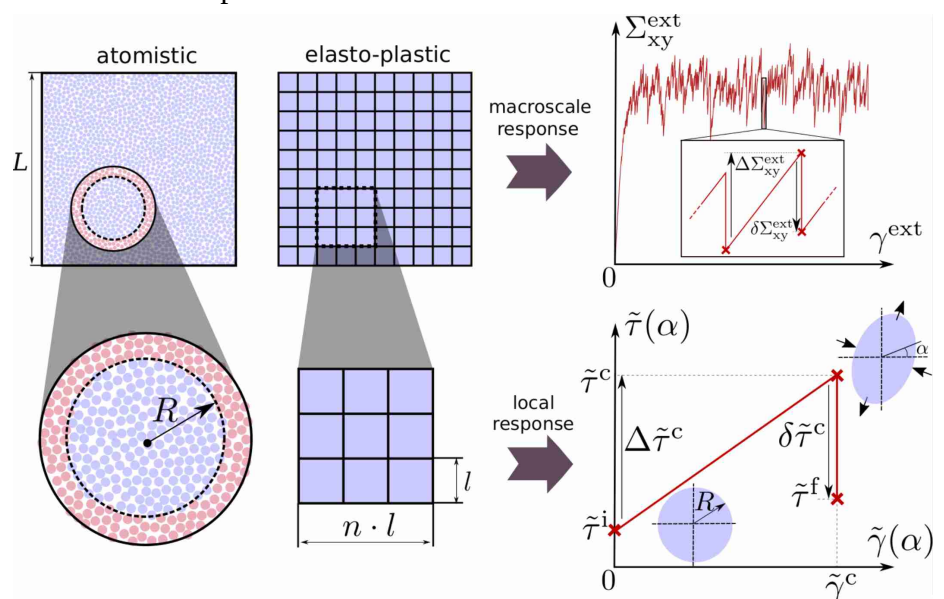 atomistic
elasto-plastic
L
macroscale
response
Σ_xy^ext
ΔΣ_xy^ext
δΣ_xy^ext
γ^ext
0
R
l
n · l
local
response
τ̃(α)
α
τ̃^c
Δτ̃^c
δτ̃^c
τ̃^f
R
τ̃^i
0
γ̃^c
γ̃(α)